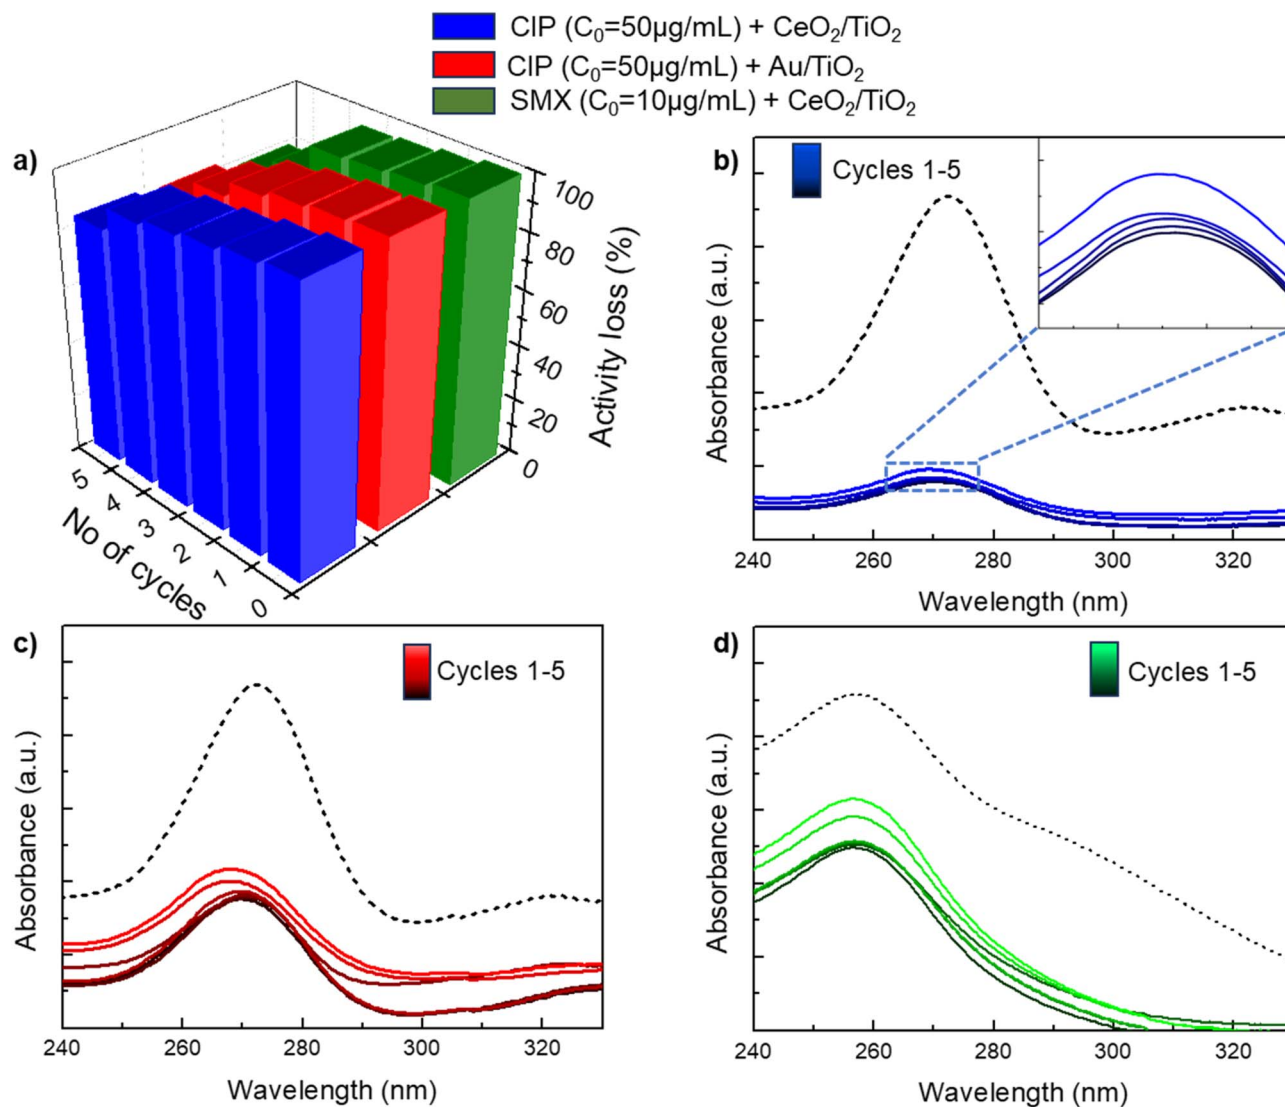 CIP (C₀=50µg/mL) + CeO₂/TiO₂
CIP (C₀=50µg/mL) + Au/TiO₂
SMX (C₀=10µg/mL) + CeO₂/TiO₂
a)
100
80
60
40
20
0
Activity loss (%)
5
4
3
2
1
0
No of cycles
b)
Cycles 1-5
Absorbance (a.u.)
240
260
280
300
320
Wavelength (nm)
c)
Cycles 1-5
Absorbance (a.u.)
240
260
280
300
320
Wavelength (nm)
d)
Cycles 1-5
Absorbance (a.u.)
240
260
280
300
320
Wavelength (nm)